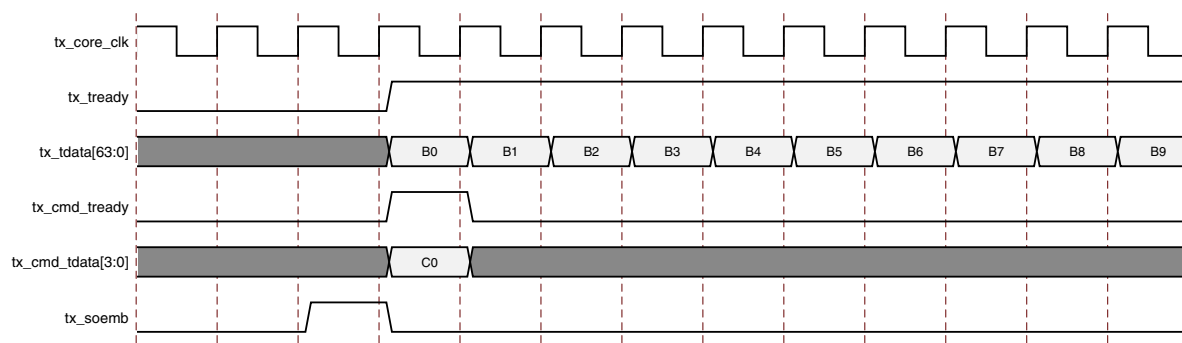 tx_core_clk
tx_tready
tx_tdata[63:0] B0 B1 B2 B3 B4 B5 B6 B7 B8 B9
tx_cmd_tready
tx_cmd_tdata[3:0] C0
tx_soemb